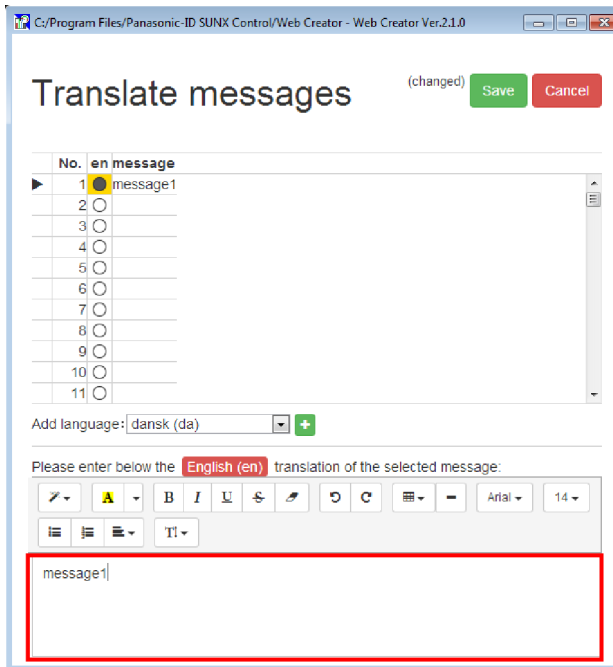 C:/Program Files/Panasonic-ID SUNX Control/Web Creator - Web Creator Ver.2.1.0
Translate messages
(changed) Save Cancel
No. en message
1 message1
2
3
4
5
6
7
8
9
10
11
Add language: dansk (da)
Please enter below the English (en) translation of the selected message:
A B I U S Arial 14
T!
message1